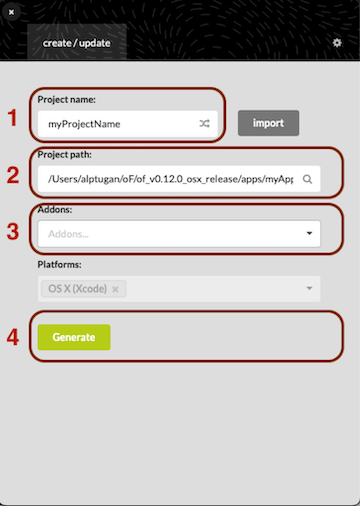 create / update
Project name:
1
myProjectName
import
Project path:
2
/Users/alptugan/oF/of_v0.12.0_osx_release/apps/myApp
Addons:
3
Addons...
Platforms:
OS X (Xcode)
4
Generate